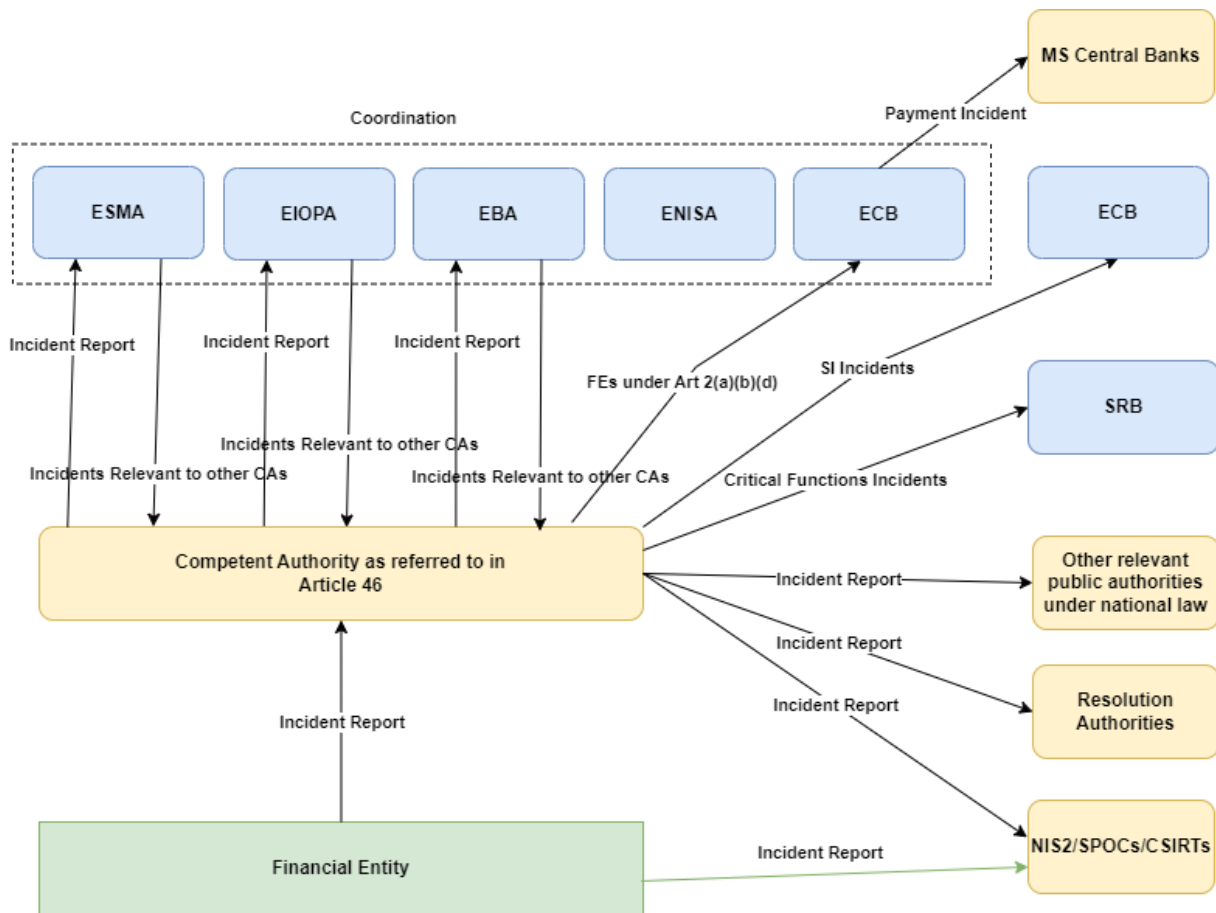 MS Central Banks
Payment Incident
Coordination
ESMA
EIOPA
EBA
ENISA
ECB
ECB
Incident Report
Incident Report
Incident Report
FEs under Art 2(a)(b)(d)
SI Incidents
SRB
Incidents Relevant to other CAs
Incidents Relevant to other CAs
Incidents Relevant to other CAs
Critical Functions Incidents
Competent Authority as referred to in
Article 46
Incident Report
Other relevant
public authorities
under national law
Incident Report
Resolution
Authorities
Incident Report
Incident Report
Financial Entity
Incident Report
NIS2/SPOCs/CSIRTs